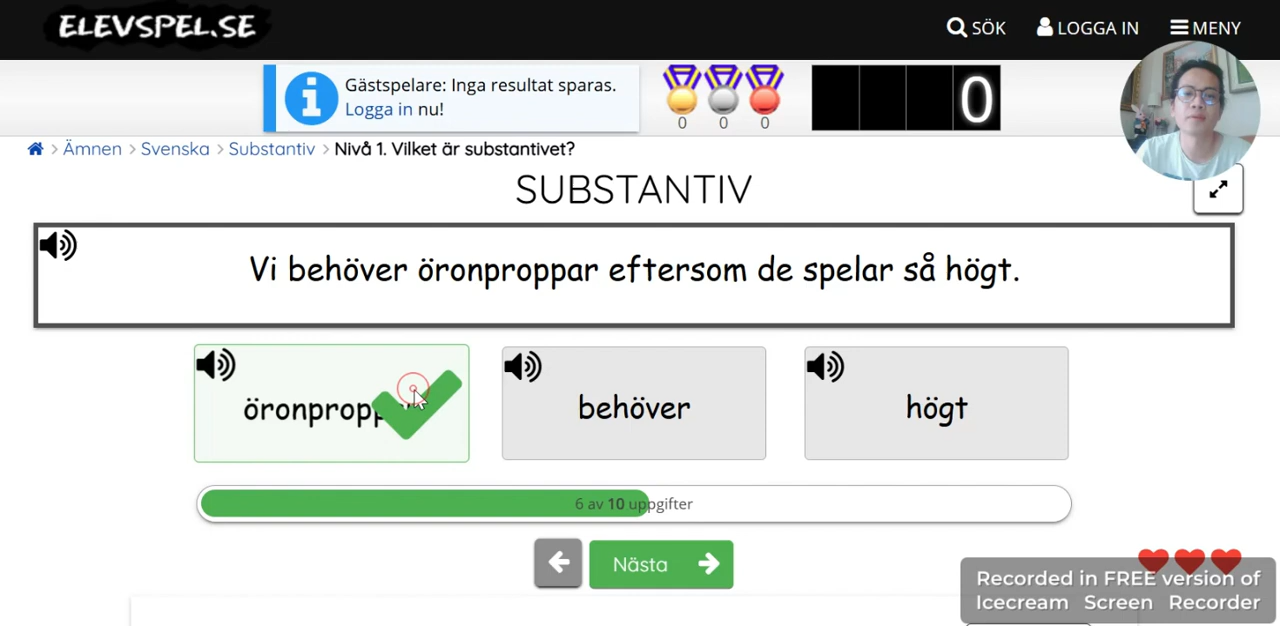 ELEVSPEL.SE
SÖK
LOGGA IN
MENY
Gästspelare: Inga resultat sparas.
Logga in nu!
0
0
0
0
Ämnen > Svenska > Substantiv > Nivå 1. Vilket är substantivet?
SUBSTANTIV
Vi behöver öronproppar eftersom de spelar så högt.
behöver
högt
6 av 10 uppgifter
Nästa
Recorded in FREE version of
Icecream Screen Recorder